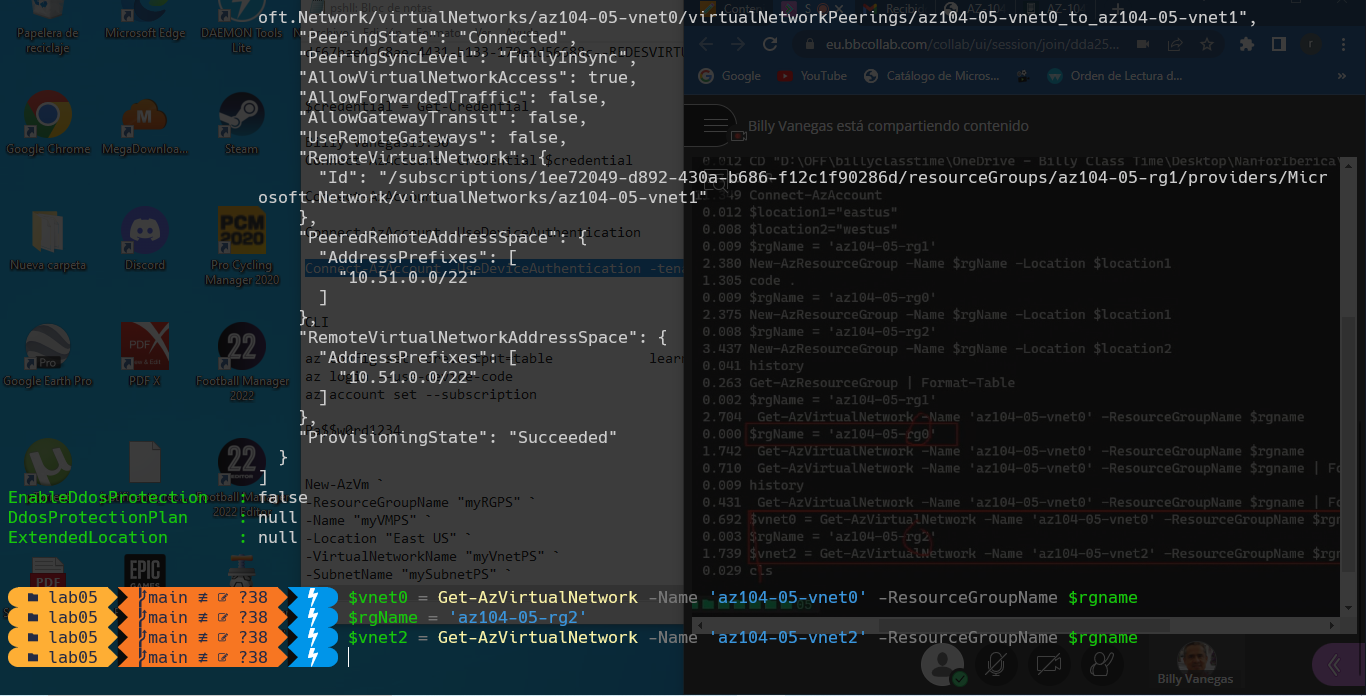 oft.Network/virtualNetworks/az104-05-vnet0/virtualNetworkPeerings/az104-05-vnet0_to_az104-05-vnet1",
"PeeringState": "Connected",
"PeeringSyncLevel": "FullyInSync",
"AllowVirtualNetworkAccess": true,
"AllowForwardedTraffic": false,
"AllowGatewayTransit": false,
"UseRemoteGateways": false,
"RemoteVirtualNetwork": {
"Id": "/subscriptions/1ee72049-d892-430a-b686-f12c1f90286d/resourceGroups/az104-05-rg1/providers/Micr
osoft.Network/virtualNetworks/az104-05-vnet1"
},
"PeeredRemoteAddressSpace": {
"AddressPrefixes": [
"10.51.0.0/22"
]
},
"RemoteVirtualNetworkAddressSpace": {
"AddressPrefixes": [
"10.51.0.0/22"
]
},
"ProvisioningState": "Succeeded"
}
]
EnableDdosProtection : false
DdosProtectionPlan : null
ExtendedLocation : null
lab05 main ≢ ?38 $vnet0 = Get-AzVirtualNetwork -Name 'az104-05-vnet0' -ResourceGroupName $rgname
lab05 main ≢ ?38 $rgName = 'az104-05-rg2'
lab05 main ≢ ?38 $vnet2 = Get-AzVirtualNetwork -Name 'az104-05-vnet2' -ResourceGroupName $rgname
lab05 main ≢ ?38
Papelera de reciclaje
Microsoft Edge
DAEMON Tools Lite
Google Chrome
MegaDownloa...
Steam
Nueva carpeta
Discord
Pro Cycling Manager 2020
Google Earth Pro
PDF X
Football Manager 2022
$credential = Get-Credential
Connect-AzAccount -UseDeviceAuthentication
CLI
az account set --subscription
New-AzVm `
-ResourceGroupName "myRGPS" `
-Name "myVMPS" `
-Location "East US" `
-VirtualNetworkName "myVnetPS" `
-SubnetName "mySubnetPS" `
eu.bbcollab.com/collab/ui/session/join/dda25...
Google
YouTube
Catálogo de Micros...
Orden de Lectura d...
Billy Vanegas está compartiendo contenido
0.012 CD "D:\OFF\billyclasstime\OneDrive - Billy Class Time\Desktop\NanforIberica
Connect-AzAccount
0.012 $location1="eastus"
0.008 $location2="westus"
0.009 $rgName = 'az104-05-rg1'
2.380 New-AzResourceGroup -Name $rgName -Location $location1
1.305 code .
0.009 $rgName = 'az104-05-rg0'
2.375 New-AzResourceGroup -Name $rgName -Location $location1
0.008 $rgName = 'az104-05-rg2'
3.437 New-AzResourceGroup -Name $rgName -Location $location2
0.041 history
0.263 Get-AzResourceGroup | Format-Table
0.002 $rgName = 'az104-05-rg1'
2.704 Get-AzVirtualNetwork -Name 'az104-05-vnet0' -ResourceGroupName $rgname
0.000 $rgName = 'az104-05-rg0'
1.742 Get-AzVirtualNetwork -Name 'az104-05-vnet0' -ResourceGroupName $rgname
0.710 Get-AzVirtualNetwork -Name 'az104-05-vnet0' -ResourceGroupName $rgname | Fo
0.009 history
0.431 Get-AzVirtualNetwork -Name 'az104-05-vnet0' -ResourceGroupName $rgname | Fo
0.692 $vnet0 = Get-AzVirtualNetwork -Name 'az104-05-vnet0' -ResourceGroupName $rgn
0.003 $rgName = 'az104-05-rg2'
1.739 $vnet2 = Get-AzVirtualNetwork -Name 'az104-05-vnet2' -ResourceGroupName $rgn
0.029 cls
Billy Vanegas